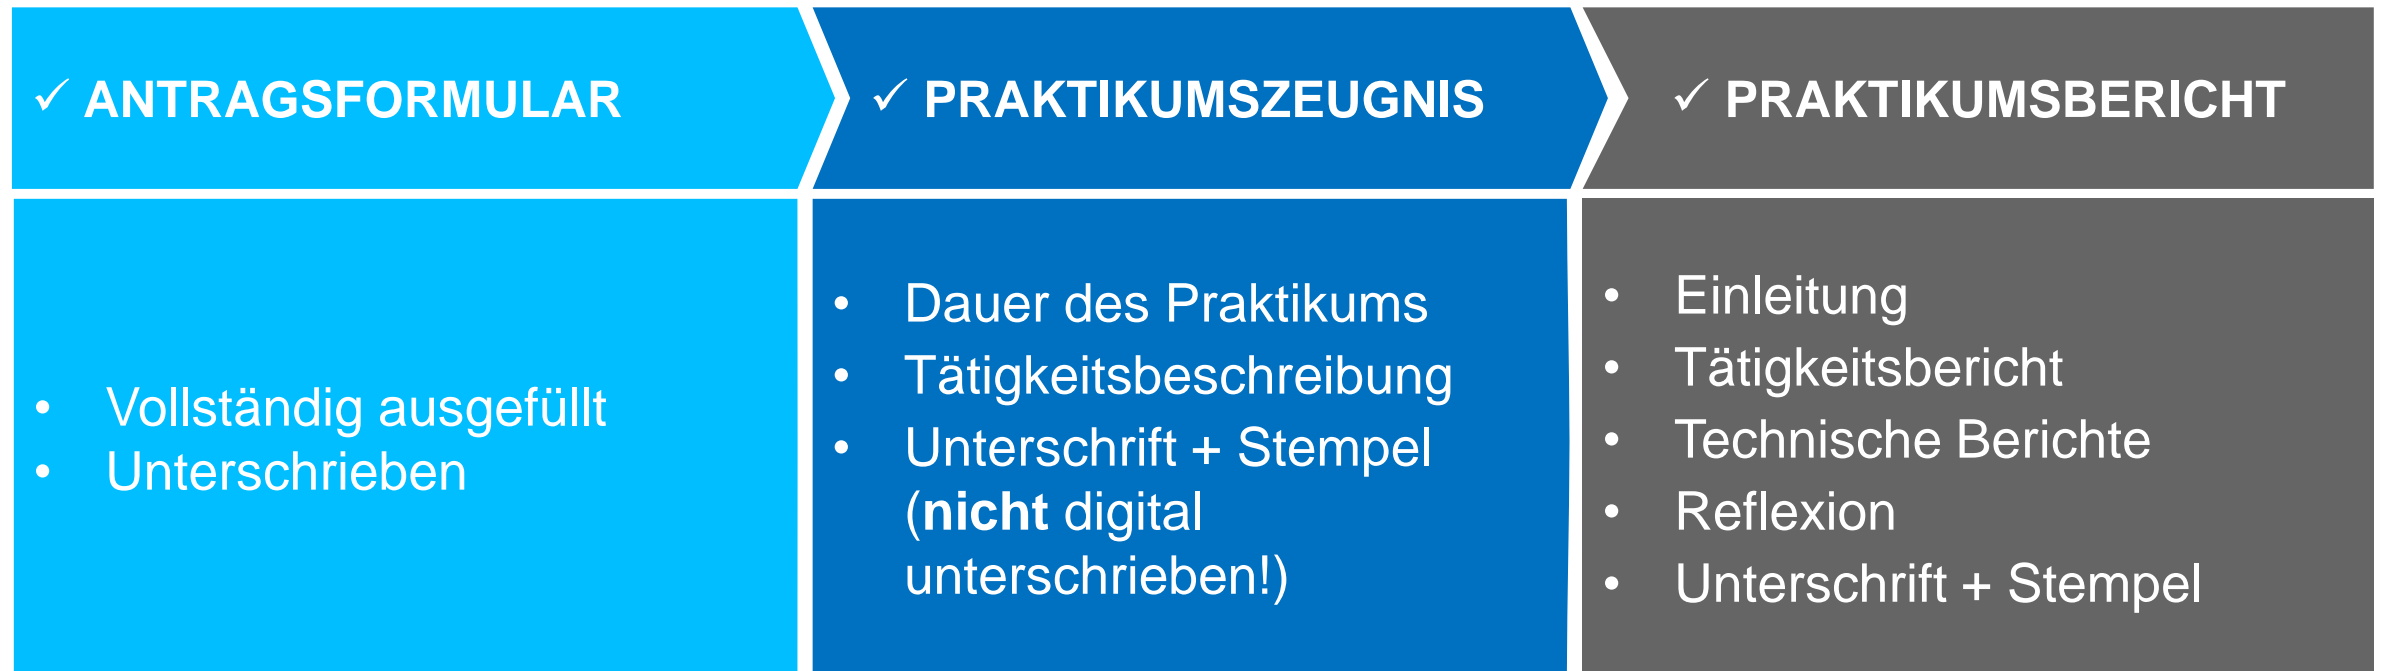 ✓ ANTRAGSFORMULAR
• Vollständig ausgefüllt
• Unterschrieben
✓ PRAKTIKUMSZEUGNIS
• Dauer des Praktikums
• Tätigkeitsbeschreibung
• Unterschrift + Stempel
(nicht digital
unterschrieben!)
✓ PRAKTIKUMSBERICHT
• Einleitung
• Tätigkeitsbericht
• Technische Berichte
• Reflexion
• Unterschrift + Stempel